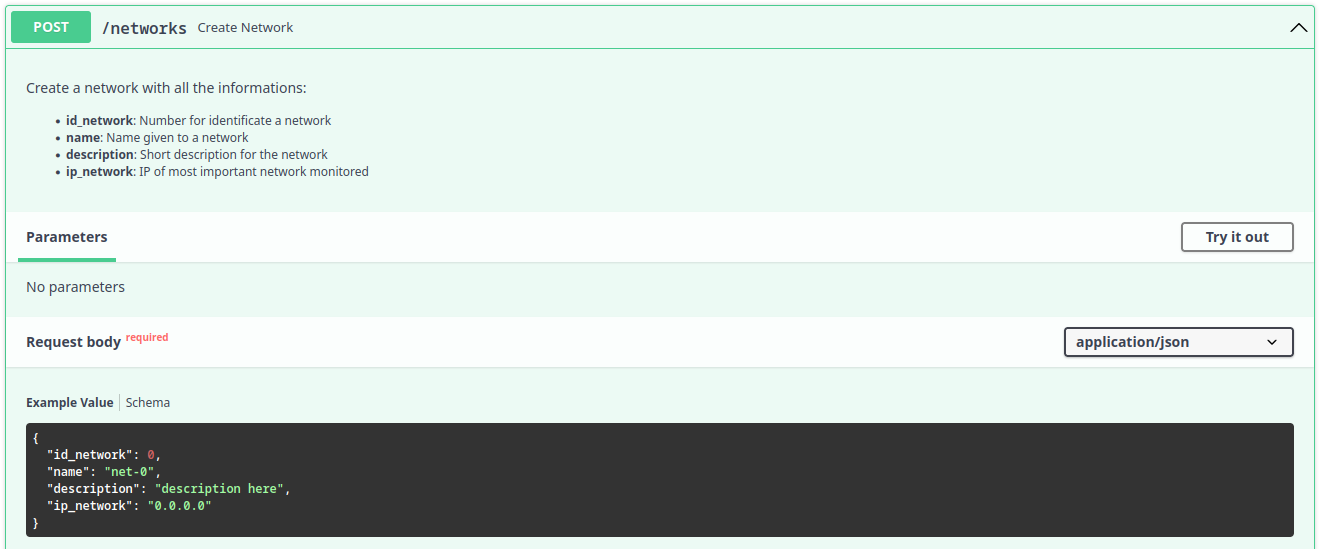 POST /networks Create Network
Create a network with all the informations:
• id_network: Number for identificate a network
• name: Name given to a network
• description: Short description for the network
• ip_network: IP of most important network monitored
Parameters Try it out
No parameters
Request body required application/json
Example Value | Schema
{
"id_network": 0,
"name": "net-0",
"description": "description here",
"ip_network": "0.0.0.0"
}